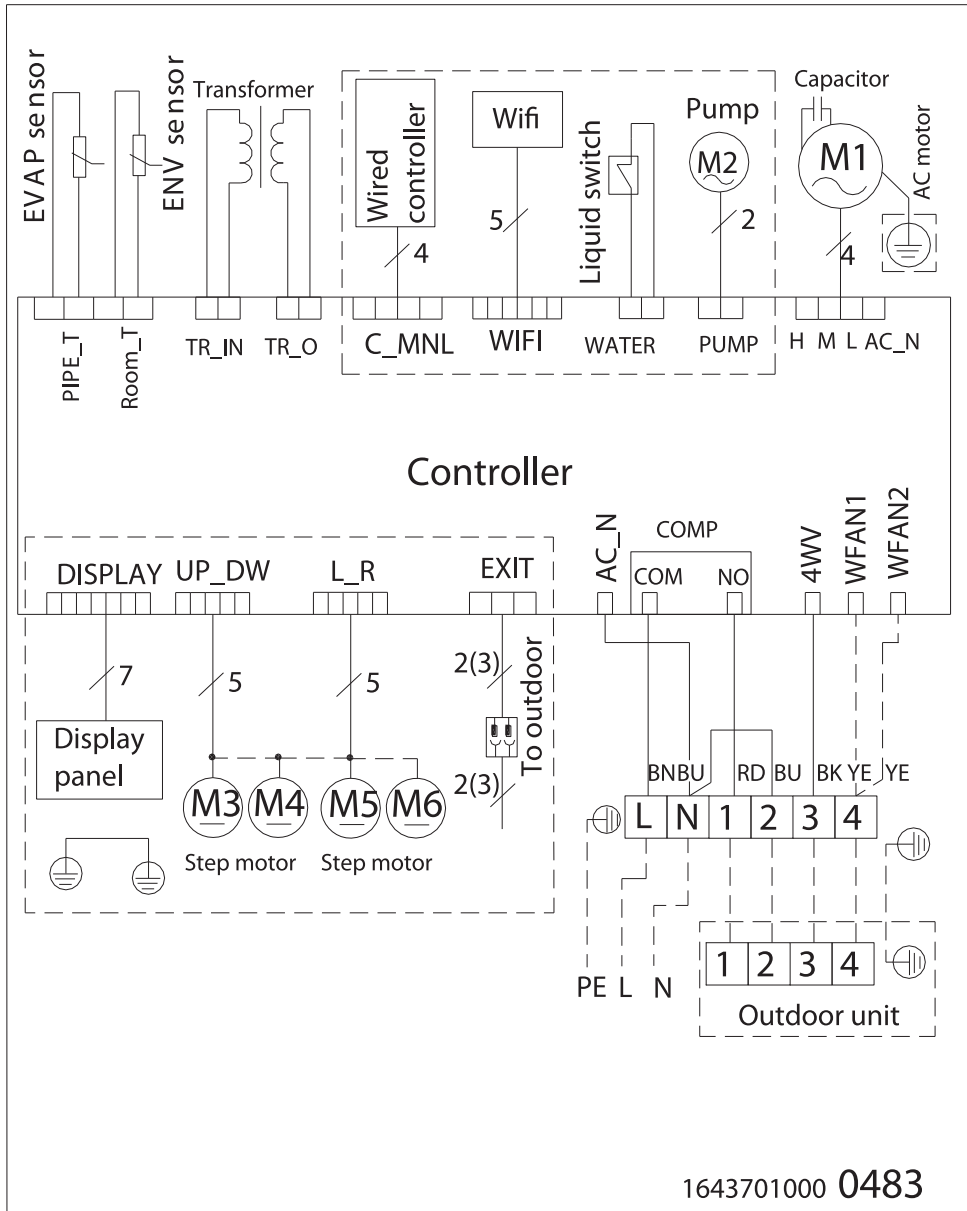 EVAP sensor
ENV sensor
Transformer
Wired
controller
4
Wifi
5
Liquid switch
Pump
M2
2
Capacitor
M1
4
AC motor
PIPE_T
Room_T
TR_IN
TR_O
C_MNL
WIFI
WATER
PUMP
H M L AC_N
Controller
DISPLAY
UP_DW
L_R
EXIT
AC_N
COMP
COM
NO
4WV
WFAN1
WFAN2
7
5
5
2(3)
To outdoor
2(3)
Display
panel
M3
M4
M5
M6
Step motor
Step motor
BN BU RD BU BK YE YE
L N 1 2 3 4
PE L N
1 2 3 4
Outdoor unit
1643701000 0483